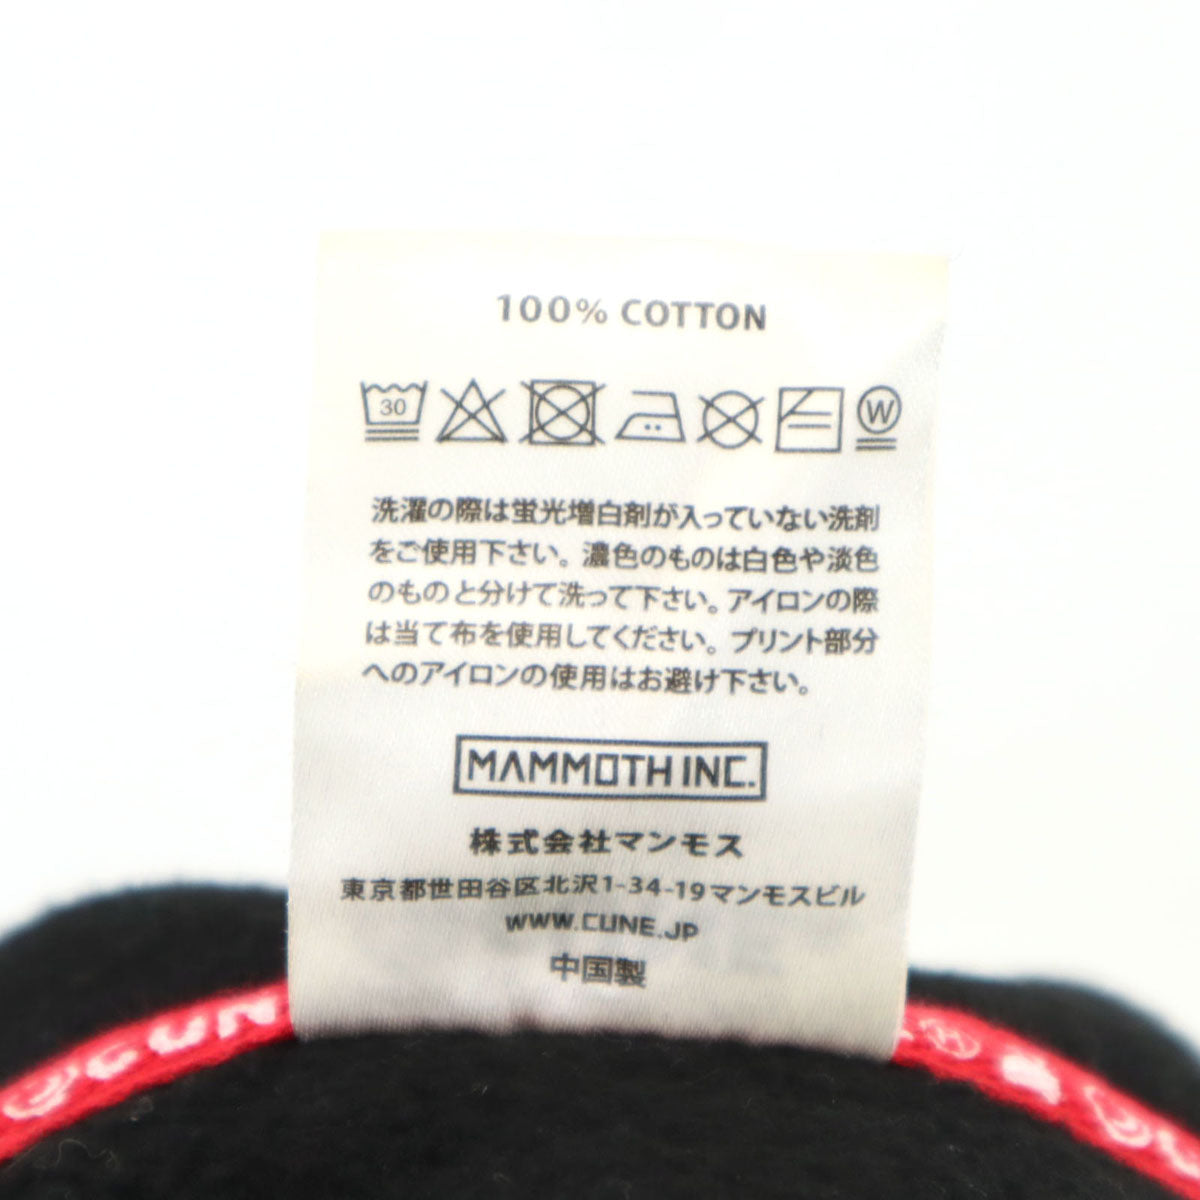 100% COTTON
30
W
洗濯の際は蛍光増白剤が入っていない洗剤
をご使用下さい。濃色のものは白色や淡色
のものと分けて洗って下さい。アイロンの際
は当て布を使用してください。プリント部分
へのアイロンの使用はお避け下さい。
MAMMOTH INC.
株式会社マンモス
東京都世田谷区北沢1-34-19マンモスビル
WWW.CUNE.JP
中国製
CUN